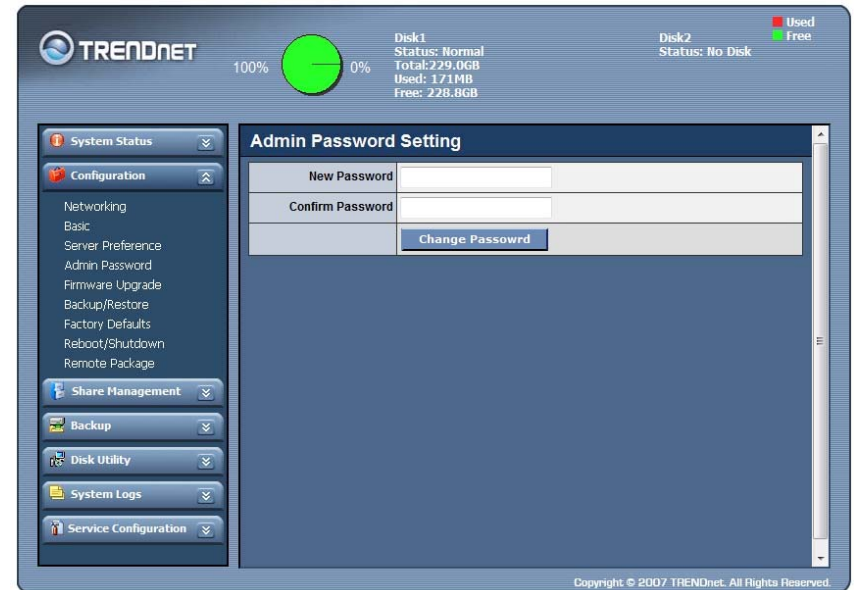 TRENDNET
100%
0%
Disk1
Status: Normal
Total:229.0GB
Used: 171MB
Free: 228.8GB
Disk2
Status: No Disk
Used
Free
System Status
Configuration
Networking
Basic
Server Preference
Admin Password
Firmware Upgrade
Backup/Restore
Factory Defaults
Reboot/Shutdown
Remote Package
Share Management
Backup
Disk Utility
System Logs
Service Configuration
Admin Password Setting
New Password
Confirm Password
Change Passowrd
Copyright © 2007 TRENDnet. All Rights Reserved.